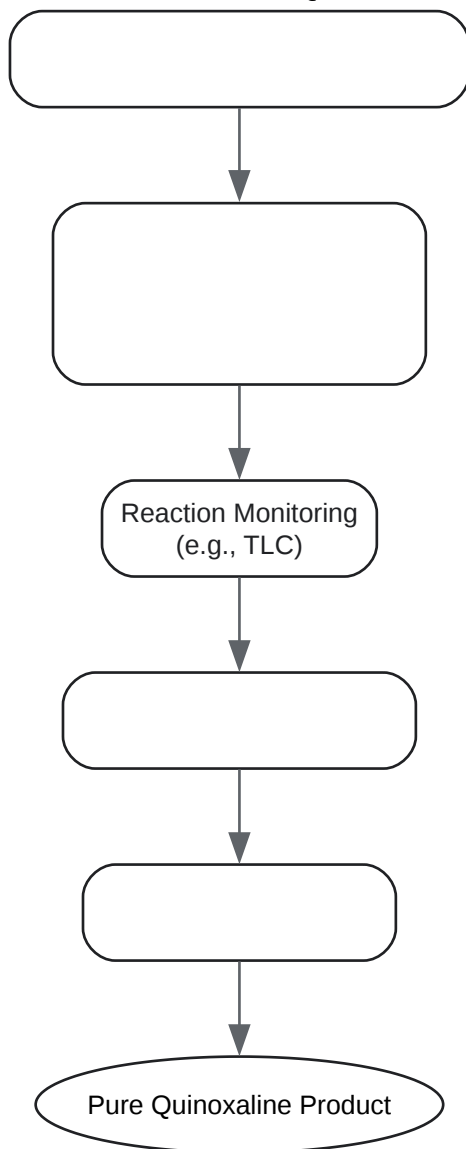 Reaction Monitoring
(e.g., TLC)
Pure Quinoxaline Product